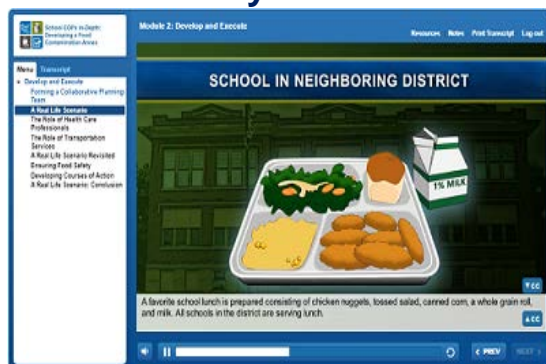 School EOPs In-Depth:
Developing a Food
Contamination Annex
Module 2: Develop and Execute
Resources Notes Print Transcript Log out
Menu Transcript
Develop and Execute
Forming a Collaborative Planning
Team
A Real Life Scenario
The Role of Health Care
Professionals
The Role of Transportation
Services
A Real Life Scenario Revisited
Ensuring Food Safety
Developing Courses of Action
A Real Life Scenario: Conclusion
SCHOOL IN NEIGHBORING DISTRICT
1% MILK
CC
A favorite school lunch is prepared consisting of chicken nuggets, tossed salad, canned corn, a whole grain roll,
and milk. All schools in the district are serving lunch.
CC
PREV NEXT